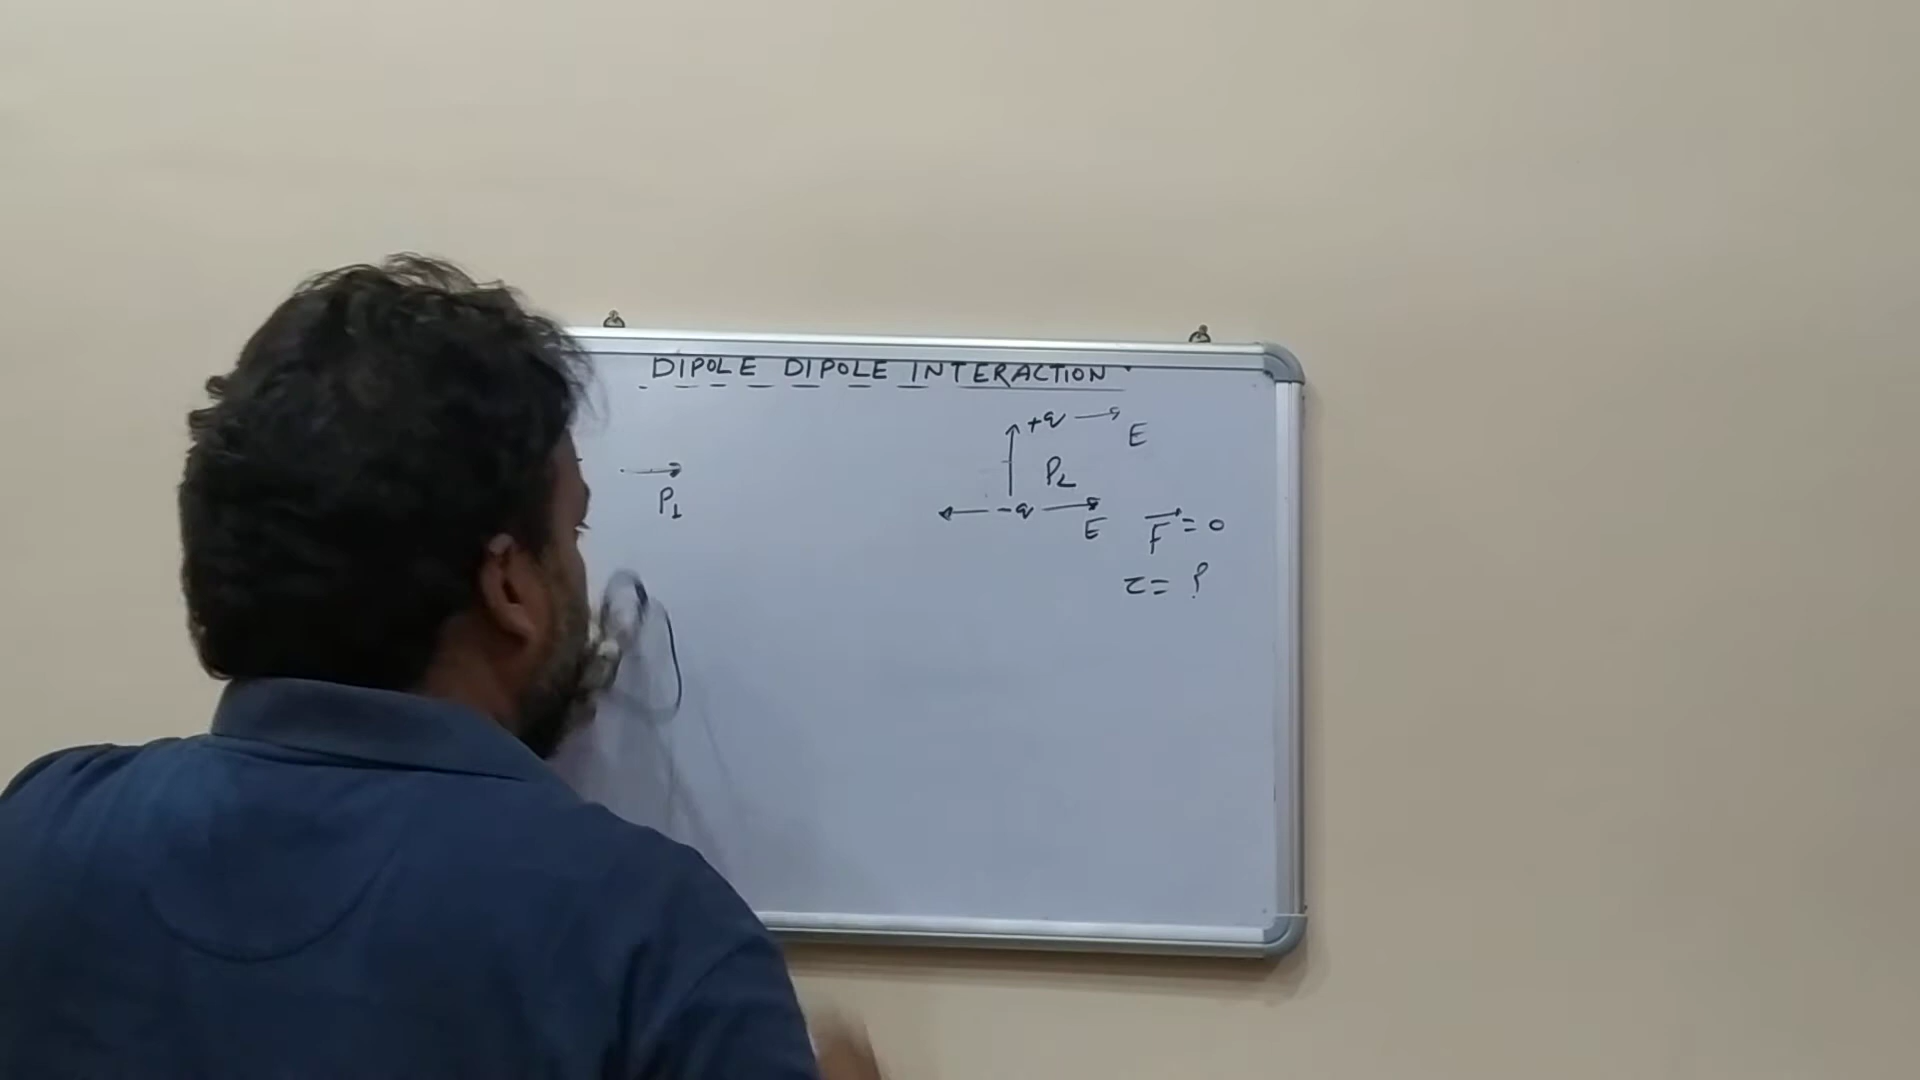 DIPOLE DIPOLE INTERACTION
+q E
P1 P2
-q E
F = 0
τ = ?